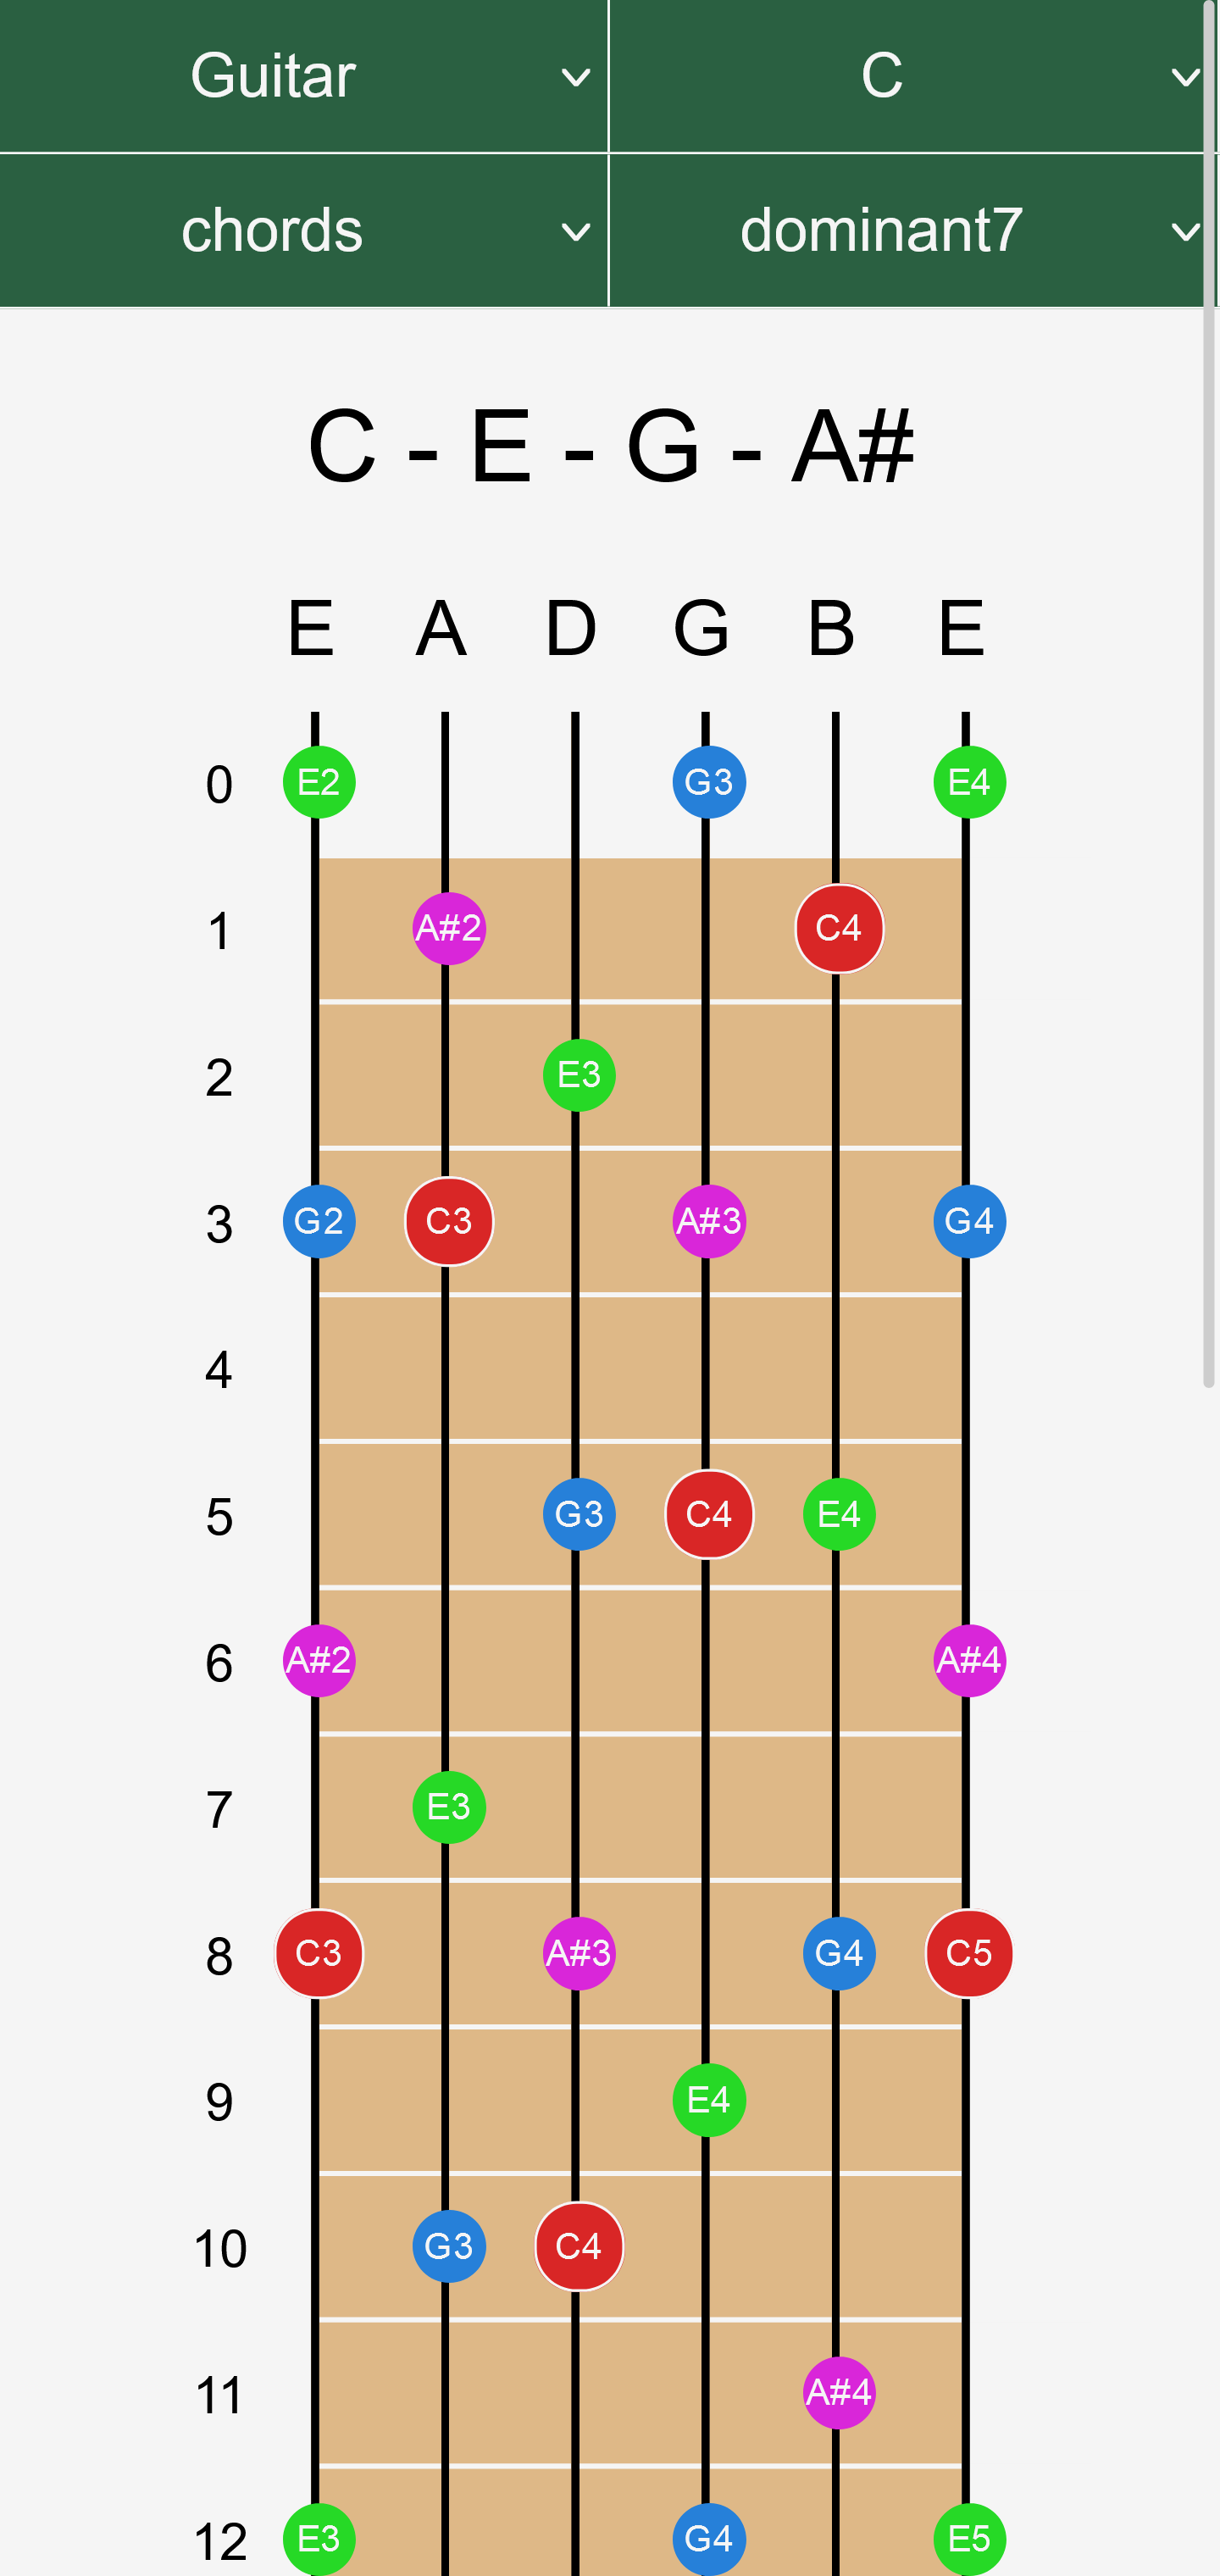 Guitar C
chords dominant7
C - E - G - A#
E A D G B E
0 E2 G3 E4
1 A#2 C4
2 E3
3 G2 C3 A#3 G4
4
5 G3 C4 E4
6 A#2 A#4
7 E3
8 C3 A#3 G4 C5
9 E4
10 G3 C4
11 A#4
12 E3 G4 E5